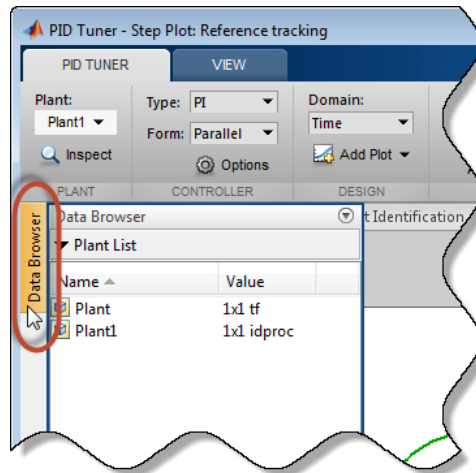 PID Tuner - Step Plot: Reference tracking
PID TUNER VIEW
Plant: Type: PI Domain:
Plant1 Form: Parallel Time
Inspect Options Add Plot
PLANT CONTROLLER DESIGN
Data Browser
Data Browser t Identification
Plant List
Name Value
Plant 1x1 tf
Plant1 1x1 idproc